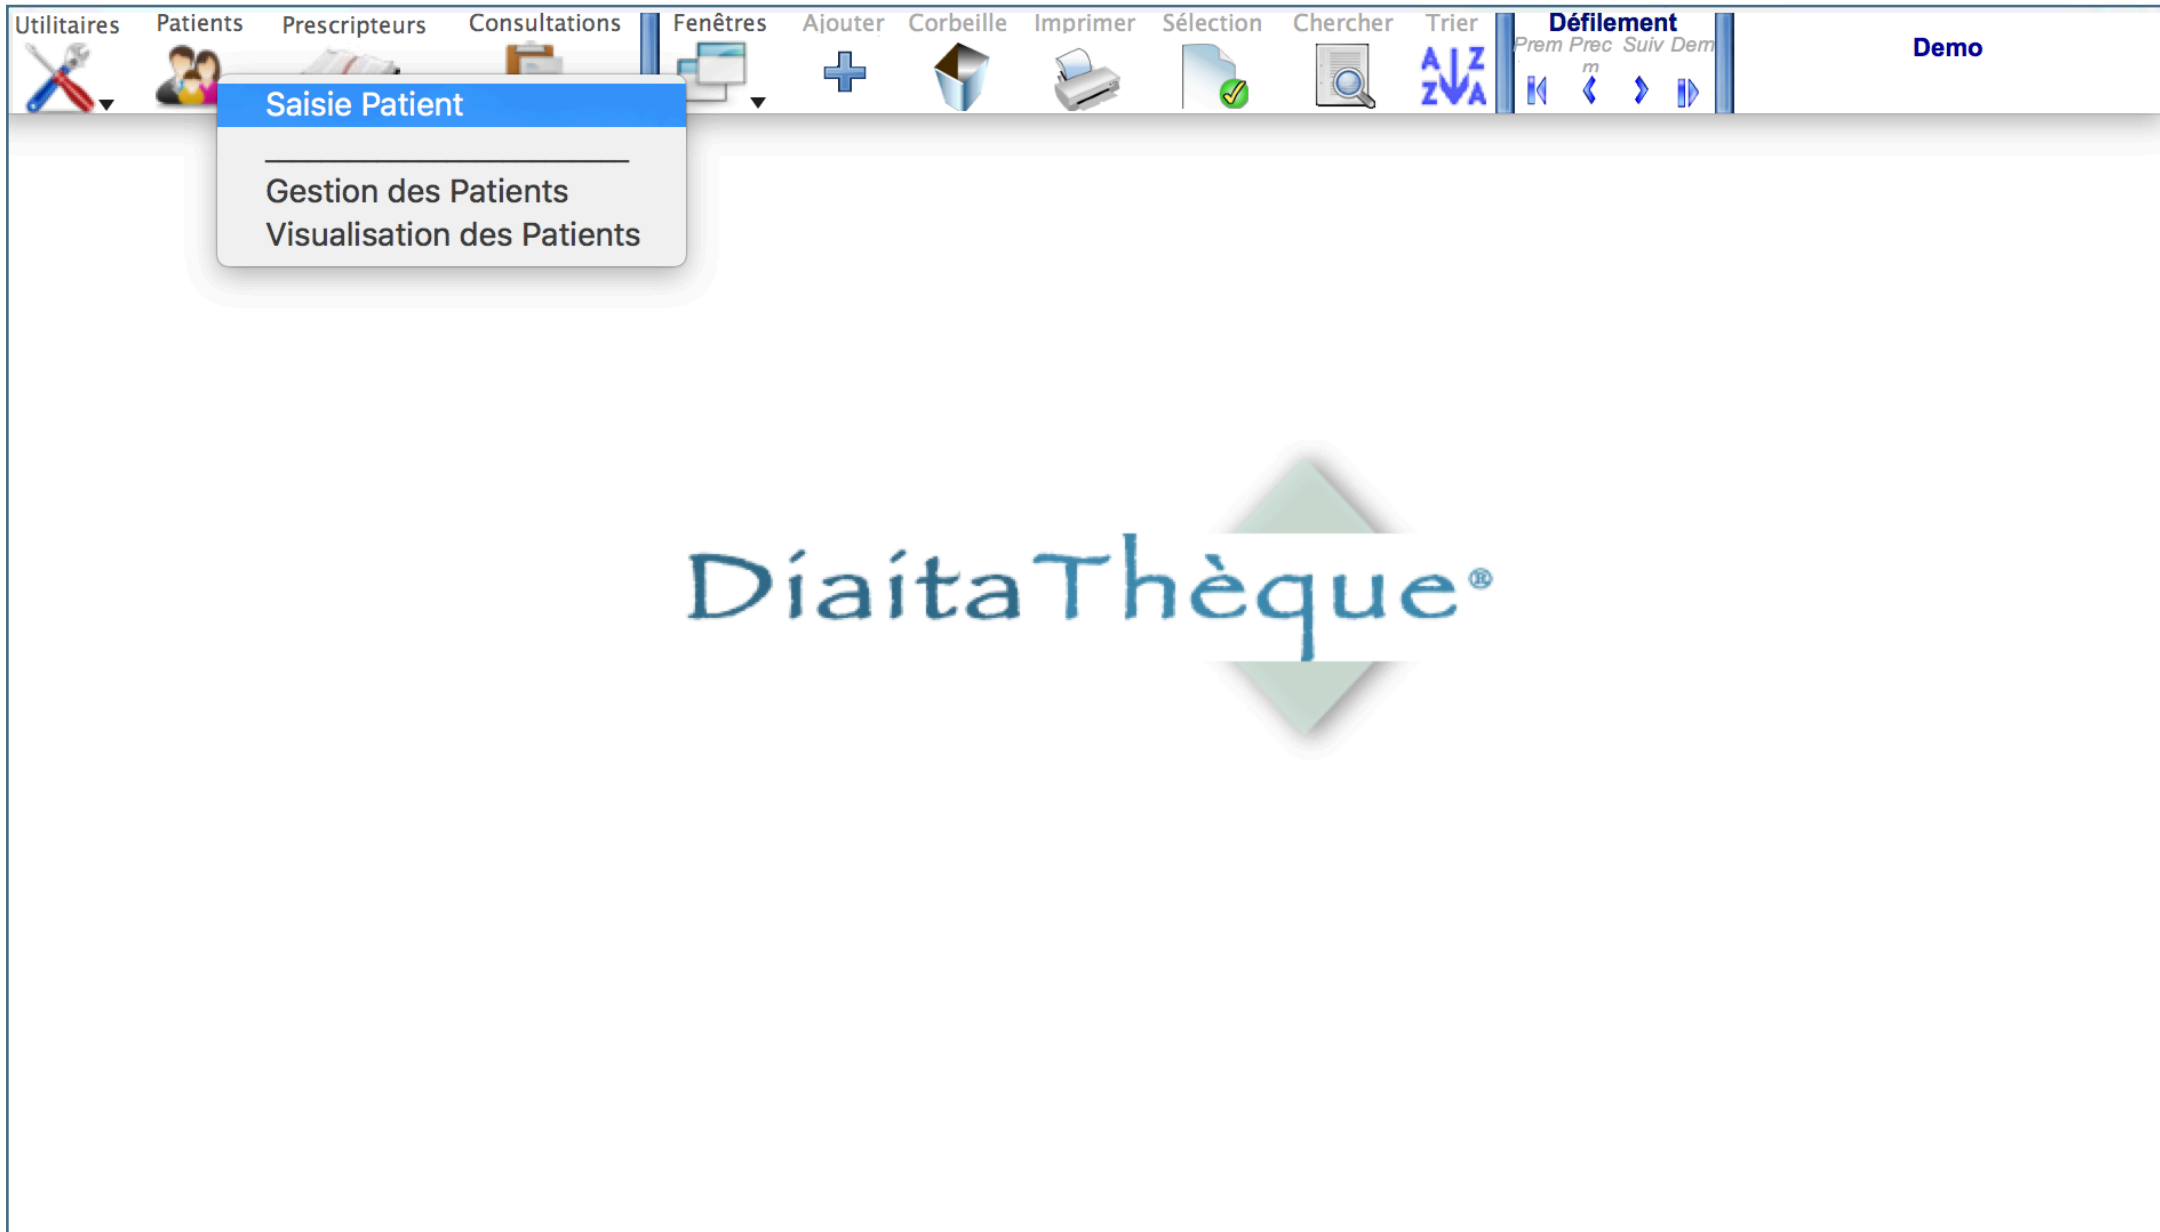 Utilitaires Patients Prescripteurs Consultations Fenêtres Ajouter Corbeille Imprimer Sélection Chercher Trier Défilement
Prem Prec Suiv Dern
m
Demo
A Z
Z A
Saisie Patient
Gestion des Patients
Visualisation des Patients
DiaitaThèque®